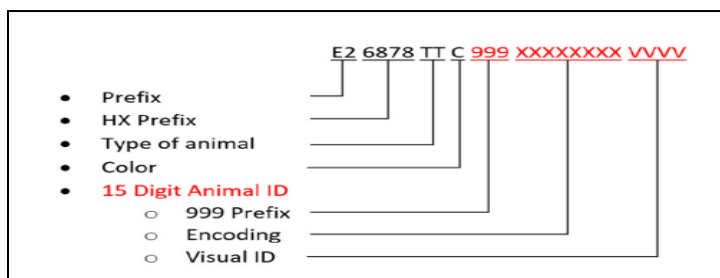 E2 6878 TT C 999 XXXXXXXX VVVV
• Prefix
• HX Prefix
• Type of animal
• Color
• 15 Digit Animal ID
○ 999 Prefix
○ Encoding
○ Visual ID